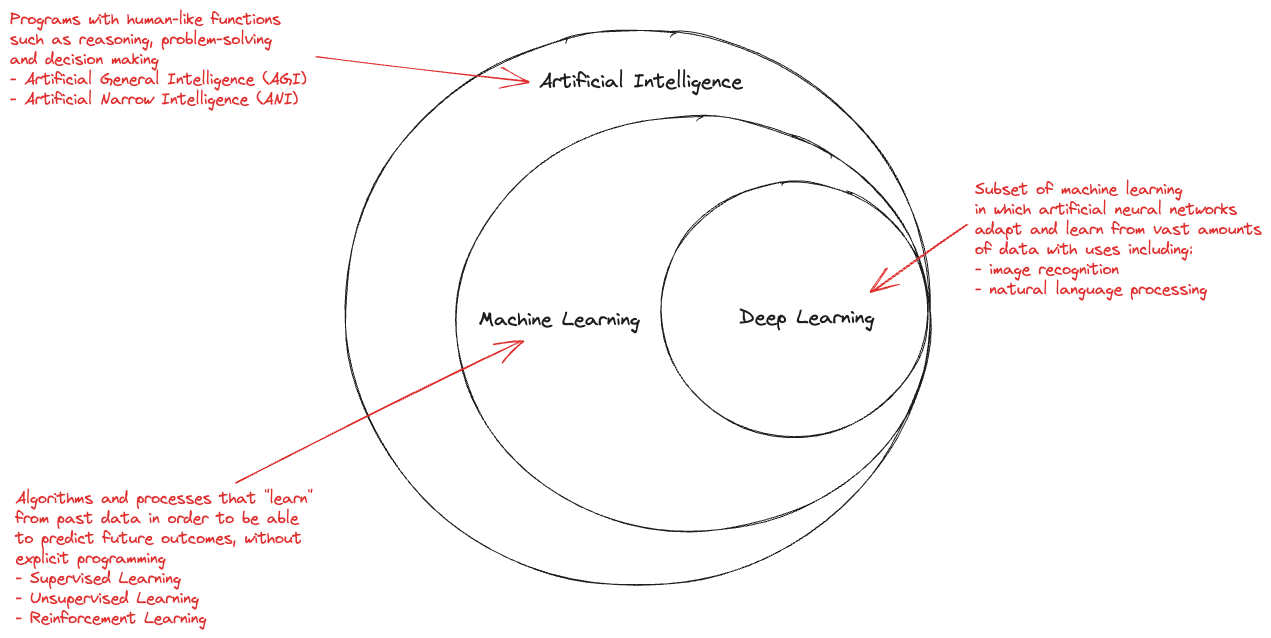 Programs with human-like functions
such as reasoning, problem-solving
and decision making
- Artificial General Intelligence (AGI)
- Artificial Narrow Intelligence (ANI)
Artificial Intelligence
Subset of machine learning
in which artificial neural networks
adapt and learn from vast amounts
of data with uses including:
- image recognition
- natural language processing
Machine Learning
Deep Learning
Algorithms and processes that "learn"
from past data in order to be able
to predict future outcomes, without
explicit programming
- Supervised Learning
- Unsupervised Learning
- Reinforcement Learning